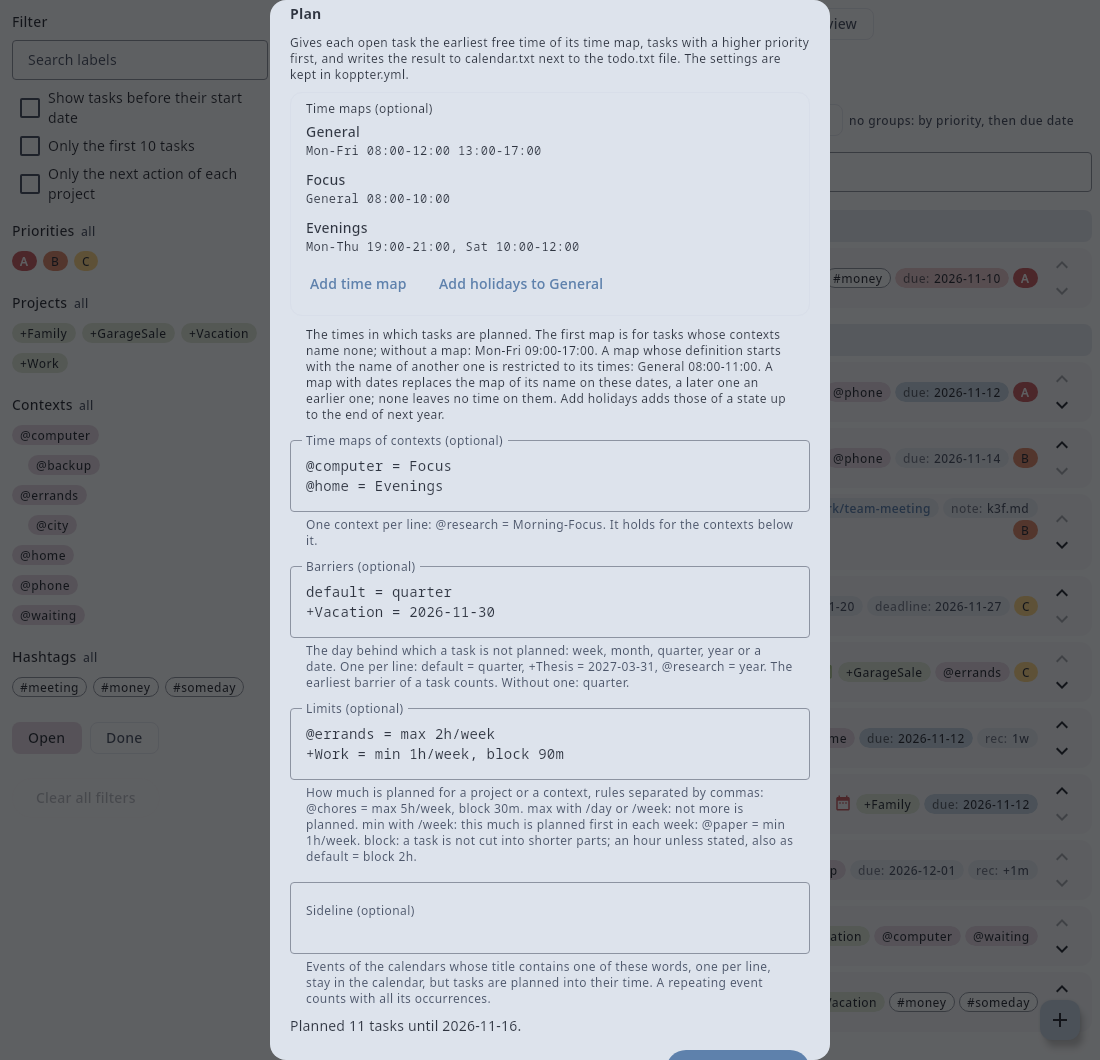 Filter
Search labels
Show tasks before their start
date
Only the first 10 tasks
Only the next action of each
project
Priorities all
A B C
Projects all
+Family +GarageSale +Vacation
+Work
Contexts all
@computer
@backup
@errands
@city
@home
@phone
@waiting
Hashtags all
#meeting #money #someday
Open Done
Clear all filters
Plan
Gives each open task the earliest free time of its time map, tasks with a higher priority
first, and writes the result to calendar.txt next to the todo.txt file. The settings are
kept in koppter.yml.
Time maps (optional)
General
Mon-Fri 08:00-12:00 13:00-17:00
Focus
General 08:00-10:00
Evenings
Mon-Thu 19:00-21:00, Sat 10:00-12:00
Add time map Add holidays to General
The times in which tasks are planned. The first map is for tasks whose contexts
name none; without a map: Mon-Fri 09:00-17:00. A map whose definition starts
with the name of another one is restricted to its times: General 08:00-11:00. A
map with dates replaces the map of its name on these dates, a later one an
earlier one; none leaves no time on them. Add holidays adds those of a state up
to the end of next year.
Time maps of contexts (optional)
@computer = Focus
@home = Evenings
One context per line: @research = Morning-Focus. It holds for the contexts below
it.
Barriers (optional)
default = quarter
+Vacation = 2026-11-30
The day behind which a task is not planned: week, month, quarter, year or a
date. One per line: default = quarter, +Thesis = 2027-03-31, @research = year. The
earliest barrier of a task counts. Without one: quarter.
Limits (optional)
@errands = max 2h/week
+Work = min 1h/week, block 90m
How much is planned for a project or a context, rules separated by commas:
@chores = max 5h/week, block 30m. max with /day or /week: not more is
planned. min with /week: this much is planned first in each week: @paper = min
1h/week. block: a task is not cut into shorter parts; an hour unless stated, also as
default = block 2h.
Sideline (optional)
Events of the calendars whose title contains one of these words, one per line,
stay in the calendar, but tasks are planned into their time. A repeating event
counts with all its occurrences.
Planned 11 tasks until 2026-11-16.
view
no groups: by priority, then due date
#money due: 2026-11-10 A
@phone due: 2026-11-12 A
@phone due: 2026-11-14 B
k/team-meeting note: k3f.md
B
1-20 deadline: 2026-11-27 C
+GarageSale @errands C
me due: 2026-11-12 rec: 1w
+Family due: 2026-11-12
p due: 2026-12-01 rec: +1m
ation @computer @waiting
acation #money #someday
+